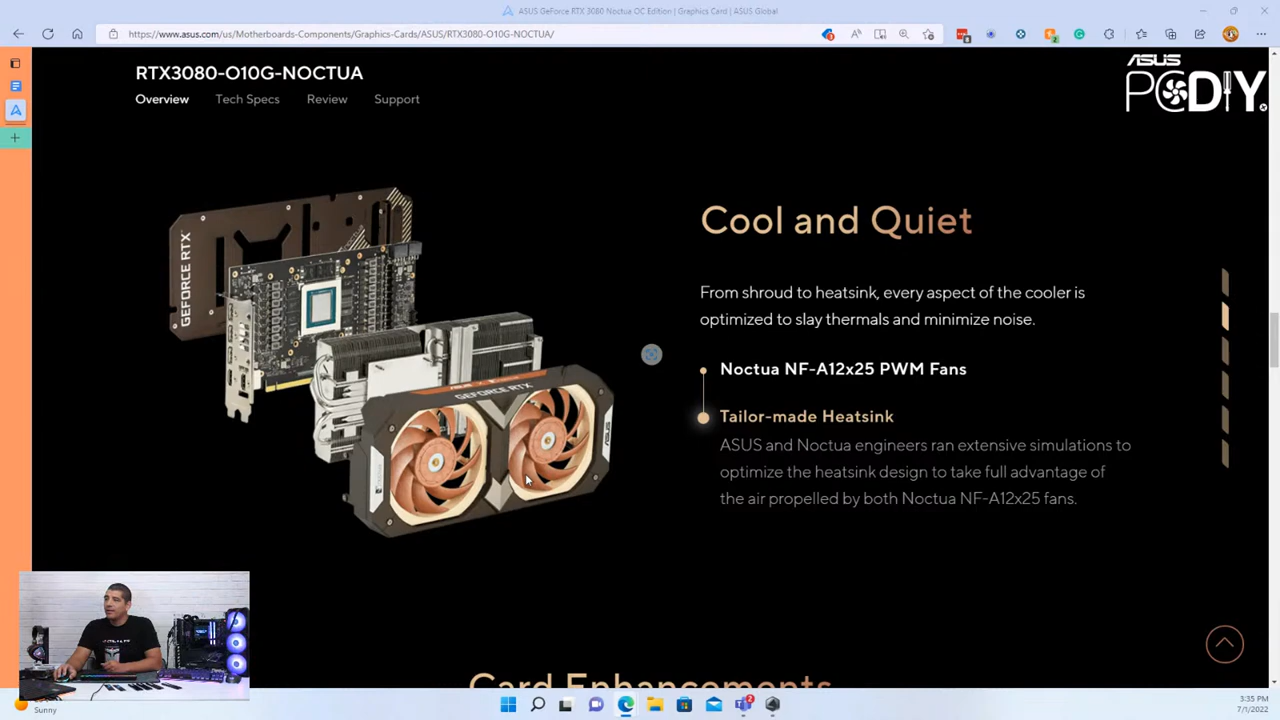 ASUS GeForce RTX 3080 Noctua OC Edition | Graphics Card | ASUS Global
https://www.asus.com/us/Motherboards-Components/Graphics-Cards/ASUS/RTX3080-O10G-NOCTUA/
RTX3080-O10G-NOCTUA
Overview Tech Specs Review Support
ASUS
PCDIY.
Cool and Quiet
From shroud to heatsink, every aspect of the cooler is
optimized to slay thermals and minimize noise.
Noctua NF-A12x25 PWM Fans
Tailor-made Heatsink
ASUS and Noctua engineers ran extensive simulations to
optimize the heatsink design to take full advantage of
the air propelled by both Noctua NF-A12x25 fans.
GEFORCE RTX
GEFORCE RTX
ASUS
Card Enhancements
Sunny
3:35 PM
7/1/2022